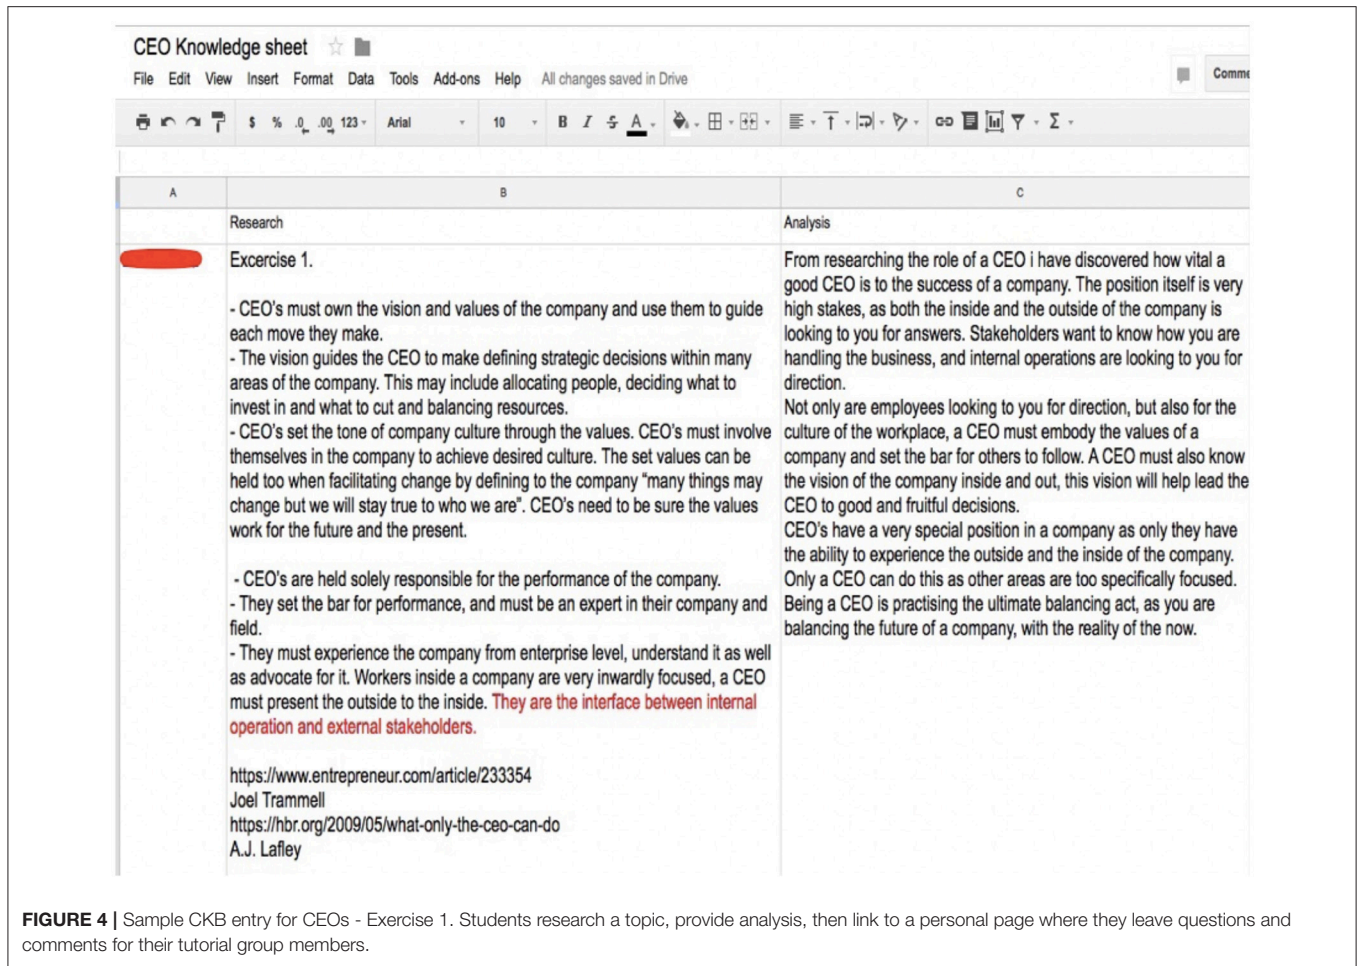 CEO Knowledge sheet
File Edit View Insert Format Data Tools Add-ons Help All changes saved in Drive
Comme
$ % .0 .00 123 Arial 10 B I S A Σ
A B C
Research
Analysis
Excercise 1.
- CEO's must own the vision and values of the company and use them to guide
each move they make.
- The vision guides the CEO to make defining strategic decisions within many
areas of the company. This may include allocating people, deciding what to
invest in and what to cut and balancing resources.
- CEO's set the tone of company culture through the values. CEO's must involve
themselves in the company to achieve desired culture. The set values can be
held too when facilitating change by defining to the company "many things may
change but we will stay true to who we are". CEO's need to be sure the values
work for the future and the present.
- CEO's are held solely responsible for the performance of the company.
- They set the bar for performance, and must be an expert in their company and
field.
- They must experience the company from enterprise level, understand it as well
as advocate for it. Workers inside a company are very inwardly focused, a CEO
must present the outside to the inside. They are the interface between internal
operation and external stakeholders.
https://www.entrepreneur.com/article/233354
Joel Trammell
https://hbr.org/2009/05/what-only-the-ceo-can-do
A.J. Lafley
From researching the role of a CEO i have discovered how vital a
good CEO is to the success of a company. The position itself is very
high stakes, as both the inside and the outside of the company is
looking to you for answers. Stakeholders want to know how you are
handling the business, and internal operations are looking to you for
direction.
Not only are employees looking to you for direction, but also for the
culture of the workplace, a CEO must embody the values of a
company and set the bar for others to follow. A CEO must also know
the vision of the company inside and out, this vision will help lead the
CEO to good and fruitful decisions.
CEO's have a very special position in a company as only they have
the ability to experience the outside and the inside of the company.
Only a CEO can do this as other areas are too specifically focused.
Being a CEO is practising the ultimate balancing act, as you are
balancing the future of a company, with the reality of the now.
FIGURE 4 | Sample CKB entry for CEOs - Exercise 1. Students research a topic, provide analysis, then link to a personal page where they leave questions and
comments for their tutorial group members.